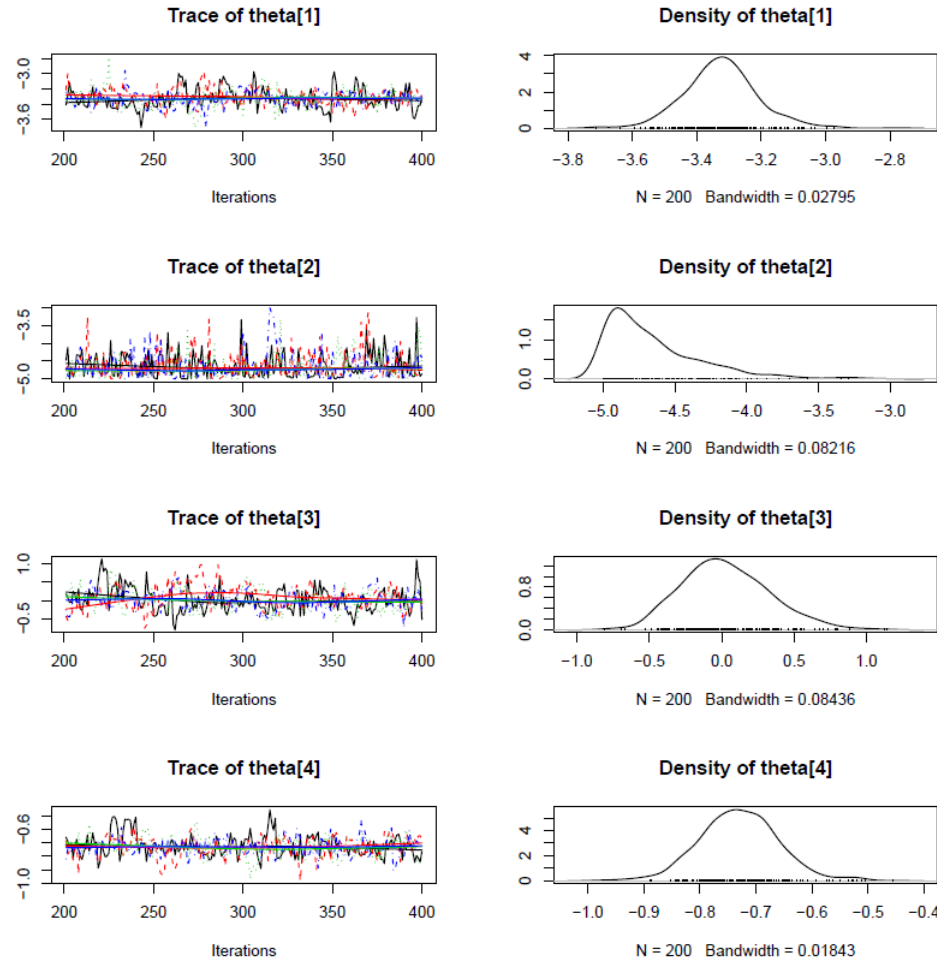 Trace of theta[1]
−3.6 −3.0
200 250 300 350 400
Iterations
Density of theta[1]
0 2 4
−3.8 −3.6 −3.4 −3.2 −3.0 −2.8
N = 200 Bandwidth = 0.02795
Trace of theta[2]
−5.0 −3.5
200 250 300 350 400
Iterations
Density of theta[2]
0.0 1.0
−5.0 −4.5 −4.0 −3.5 −3.0
N = 200 Bandwidth = 0.08216
Trace of theta[3]
−0.5 1.0
200 250 300 350 400
Iterations
Density of theta[3]
0.0 0.8
−1.0 −0.5 0.0 0.5 1.0
N = 200 Bandwidth = 0.08436
Trace of theta[4]
−1.0 −0.6
200 250 300 350 400
Iterations
Density of theta[4]
0 2 4
−1.0 −0.9 −0.8 −0.7 −0.6 −0.5 −0.4
N = 200 Bandwidth = 0.01843